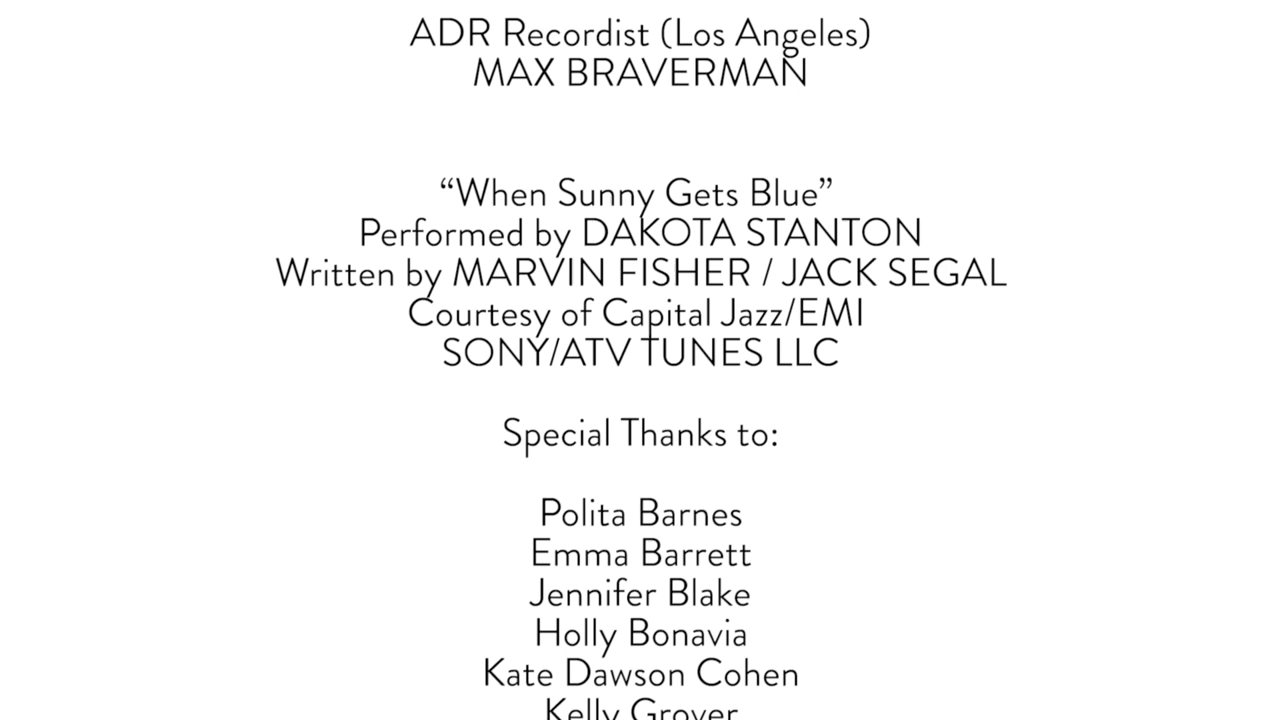 ADR Recordist (Los Angeles)
MAX BRAVERMAN
“When Sunny Gets Blue”
Performed by DAKOTA STANTON
Written by MARVIN FISHER / JACK SEGAL
Courtesy of Capital Jazz/EMI
SONY/ATV TUNES LLC
Special Thanks to:
Polita Barnes
Emma Barrett
Jennifer Blake
Holly Bonavia
Kate Dawson Cohen
Kelly Grover